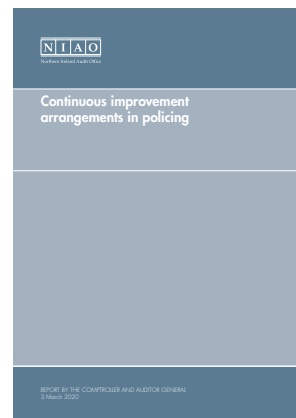 NIAO
Northern Ireland Audit Office
Continuous improvement
arrangements in policing
REPORT BY THE COMPTROLLER AND AUDITOR GENERAL
3 March 2020